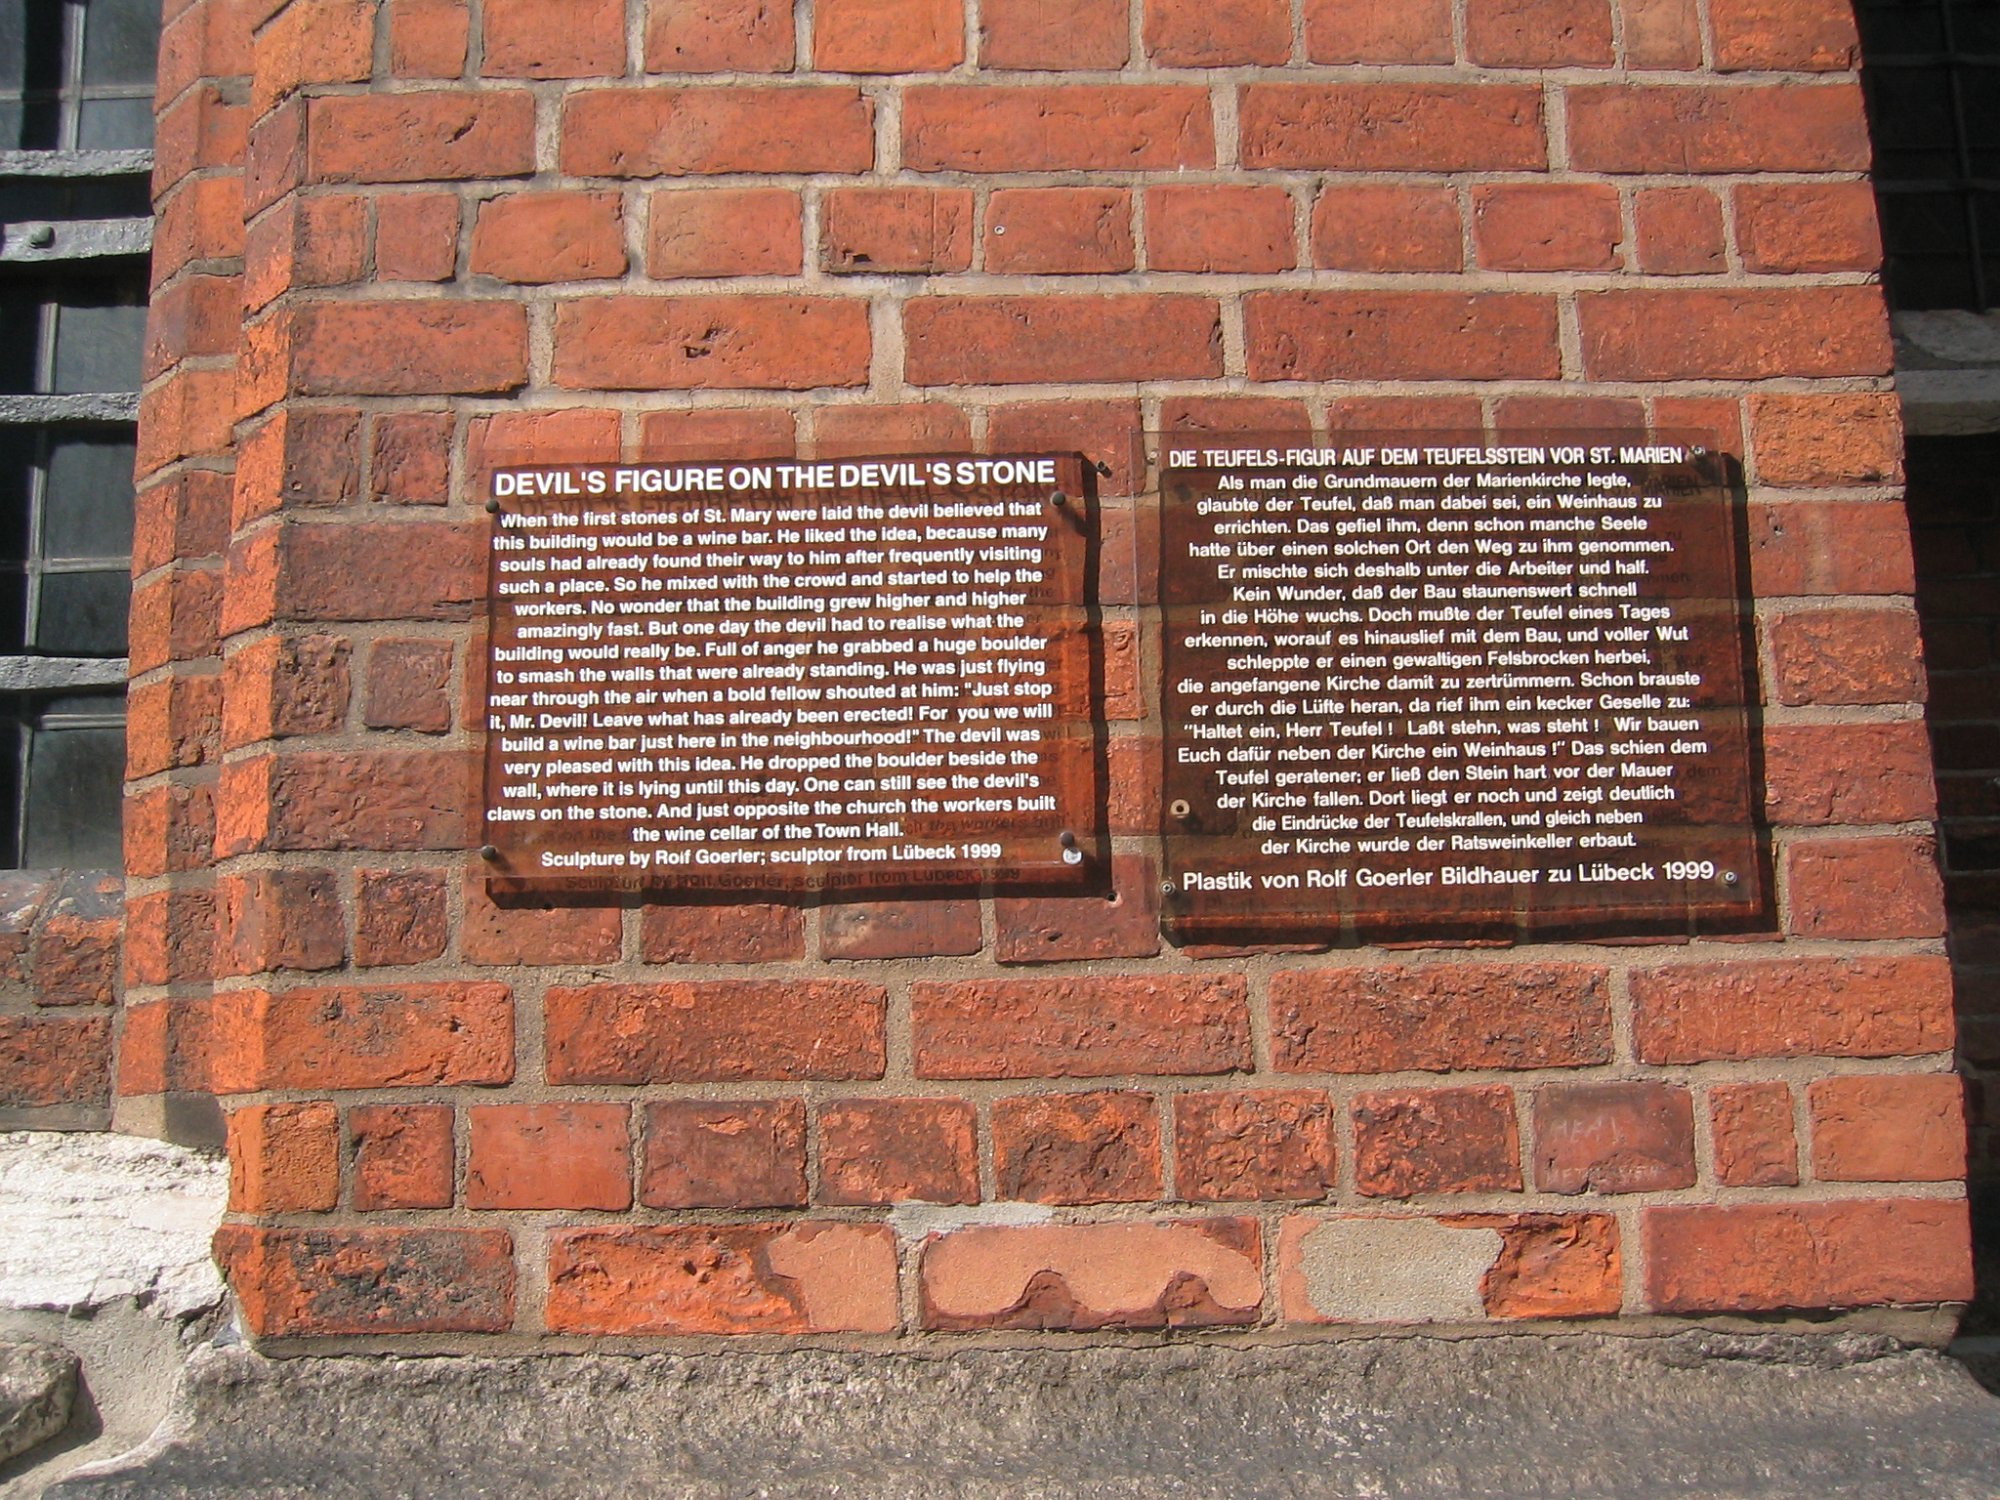 DEVIL'S FIGURE ON THE DEVIL'S STONE
When the first stones of St. Mary were laid the devil believed that
this building would be a wine bar. He liked the idea, because many
souls had already found their way to him after frequently visiting
such a place. So he mixed with the crowd and started to help the
workers. No wonder that the building grew higher and higher
amazingly fast. But one day the devil had to realise what the
building would really be. Full of anger he grabbed a huge boulder
to smash the walls that were already standing. He was just flying
near through the air when a bold fellow shouted at him: "Just stop
it, Mr. Devil! Leave what has already been erected! For you we will
build a wine bar just here in the neighbourhood!" The devil was
very pleased with this idea. He dropped the boulder beside the
wall, where it is lying until this day. One can still see the devil's
claws on the stone. And just opposite the church the workers built
the wine cellar of the Town Hall.
Sculpture by Rolf Goerler; sculptor from Lübeck 1999
DIE TEUFELS-FIGUR AUF DEM TEUFELSSTEIN VOR ST. MARIEN
Als man die Grundmauern der Marienkirche legte,
glaubte der Teufel, daß man dabei sei, ein Weinhaus zu
errichten. Das gefiel ihm, denn schon manche Seele
hatte über einen solchen Ort den Weg zu ihm genommen.
Er mischte sich deshalb unter die Arbeiter und half.
Kein Wunder, daß der Bau staunenswert schnell
in die Höhe wuchs. Doch mußte der Teufel eines Tages
erkennen, worauf es hinauslief mit dem Bau, und voller Wut
schleppte er einen gewaltigen Felsbrocken herbei,
die angefangene Kirche damit zu zertrümmern. Schon brauste
er durch die Lüfte heran, da rief ihm ein kecker Geselle zu:
"Haltet ein, Herr Teufel! Laßt stehn, was steht! Wir bauen
Euch dafür neben der Kirche ein Weinhaus!" Das schien dem
Teufel geratener; er ließ den Stein hart vor der Mauer
der Kirche fallen. Dort liegt er noch und zeigt deutlich
die Eindrücke der Teufelskrallen, und gleich neben
der Kirche wurde der Ratsweinkeller erbaut.
Plastik von Rolf Goerler Bildhauer zu Lübeck 1999